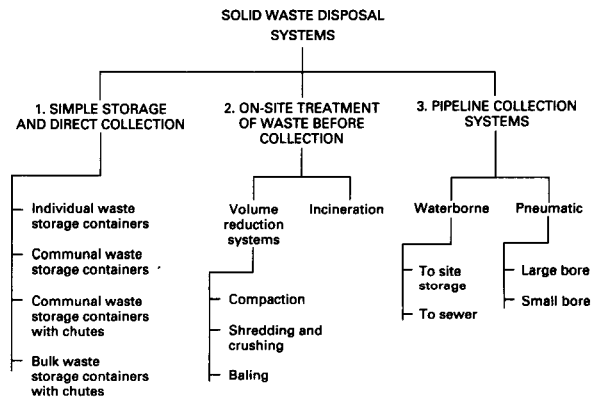 SOLID WASTE DISPOSAL
SYSTEMS
1. SIMPLE STORAGE
AND DIRECT COLLECTION
Individual waste
storage containers
Communal waste
storage containers
Communal waste
storage containers
with chutes
Bulk waste
storage containers
with chutes
2. ON-SITE TREATMENT
OF WASTE BEFORE
COLLECTION
Volume
reduction
systems
Compaction
Shredding and
crushing
Baling
Incineration
3. PIPELINE COLLECTION
SYSTEMS
Waterborne
To site
storage
To sewer
Pneumatic
Large bore
Small bore